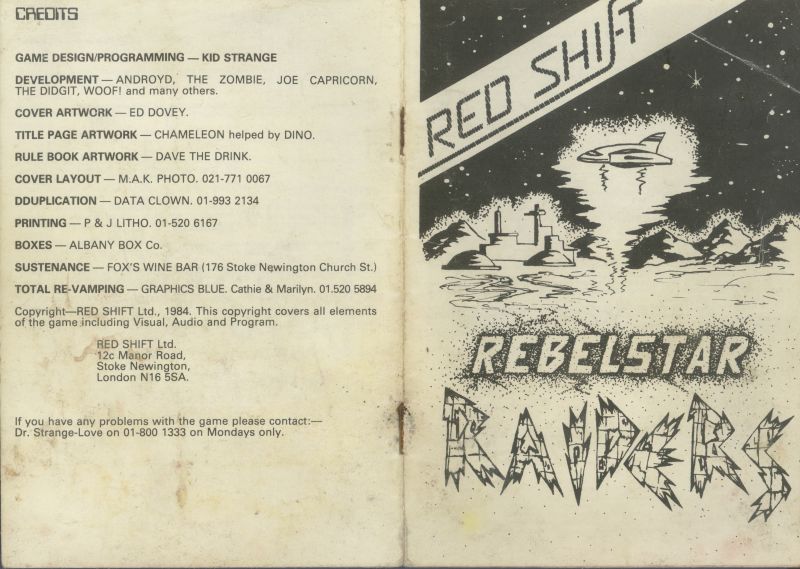 CREDITS
GAME DESIGN/PROGRAMMING — KID STRANGE
DEVELOPMENT — ANDROYD, THE ZOMBIE, JOE CAPRICORN,
THE DIDGIT, WOOF! and many others.
COVER ARTWORK — ED DOVEY.
TITLE PAGE ARTWORK — CHAMELEON helped by DINO.
RULE BOOK ARTWORK — DAVE THE DRINK.
COVER LAYOUT — M.A.K. PHOTO. 021-771 0067
DDUPLICATION — DATA CLOWN. 01-993 2134
PRINTING — P & J LITHO. 01-520 6167
BOXES — ALBANY BOX Co.
SUSTENANCE — FOX'S WINE BAR (176 Stoke Newington Church St.)
TOTAL RE-VAMPING — GRAPHICS BLUE. Cathie & Marilyn. 01.520 5894
Copyright—RED SHIFT Ltd., 1984. This copyright covers all elements
of the game including Visual, Audio and Program.
RED SHIFT Ltd.
12c Manor Road,
Stoke Newington,
London N16 5SA.
If you have any problems with the game please contact:—
Dr. Strange-Love on 01-800 1333 on Mondays only.
RED SHIFT
REBELSTAR
RAIDERS